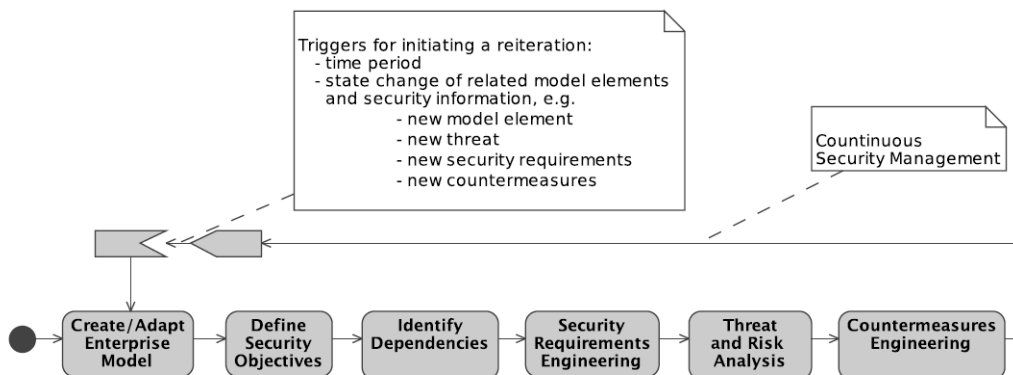 Triggers for initiating a reiteration:
- time period
- state change of related model elements
and security information, e.g.
- new model element
- new threat
- new security requirements
- new countermeasures
Countinuous
Security Management
Create/Adapt
Enterprise
Model
Define
Security
Objectives
Identify
Dependencies
Security
Requirements
Engineering
Threat
and Risk
Analysis
Countermeasures
Engineering